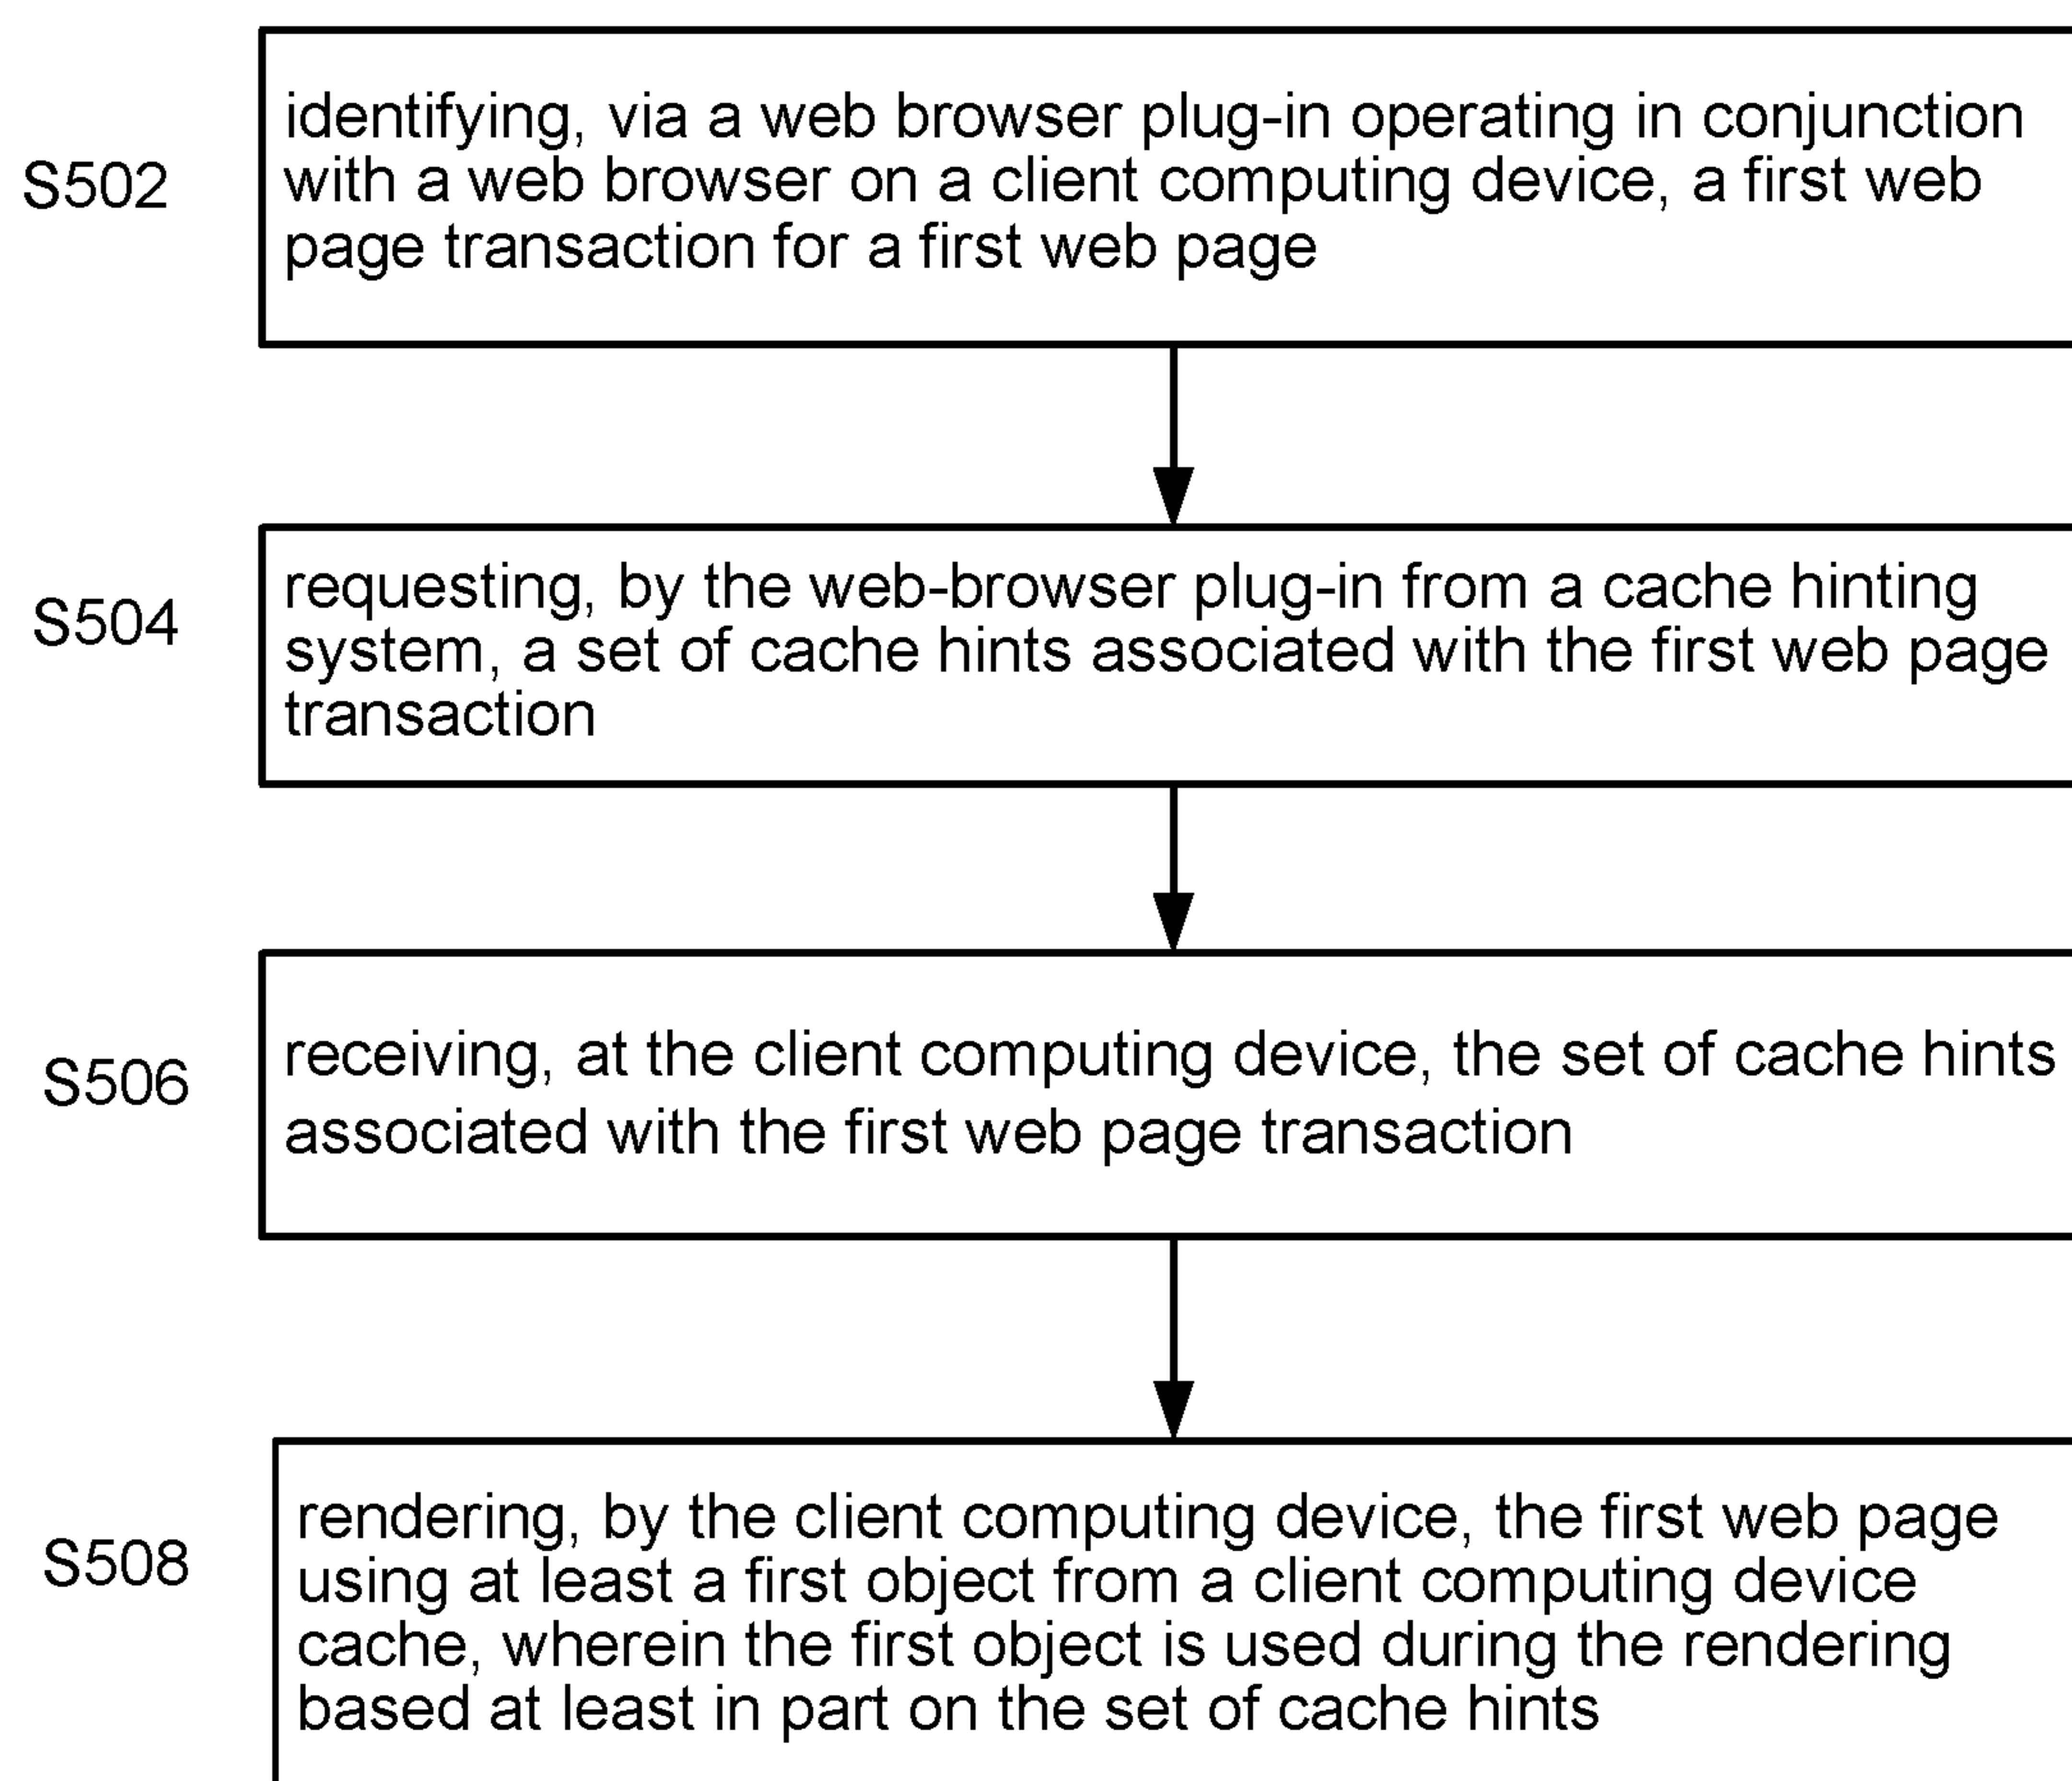 identifying, via a web browser plug-in operating in conjunction
S502
with a web browser on a client computing device, a first web
page transaction for a first web page
requesting, by the web-browser plug-in from a cache hinting
S504
system, a set of cache hints associated with the first web page
transaction
receiving, at the client computing device, the set of cache hints
S506
associated with the first web page transaction
rendering, by the client computing device, the first web page
S508
using at least a first object from a client computing device
cache, wherein the first object is used during the rendering
based at least in part on the set of cache hints